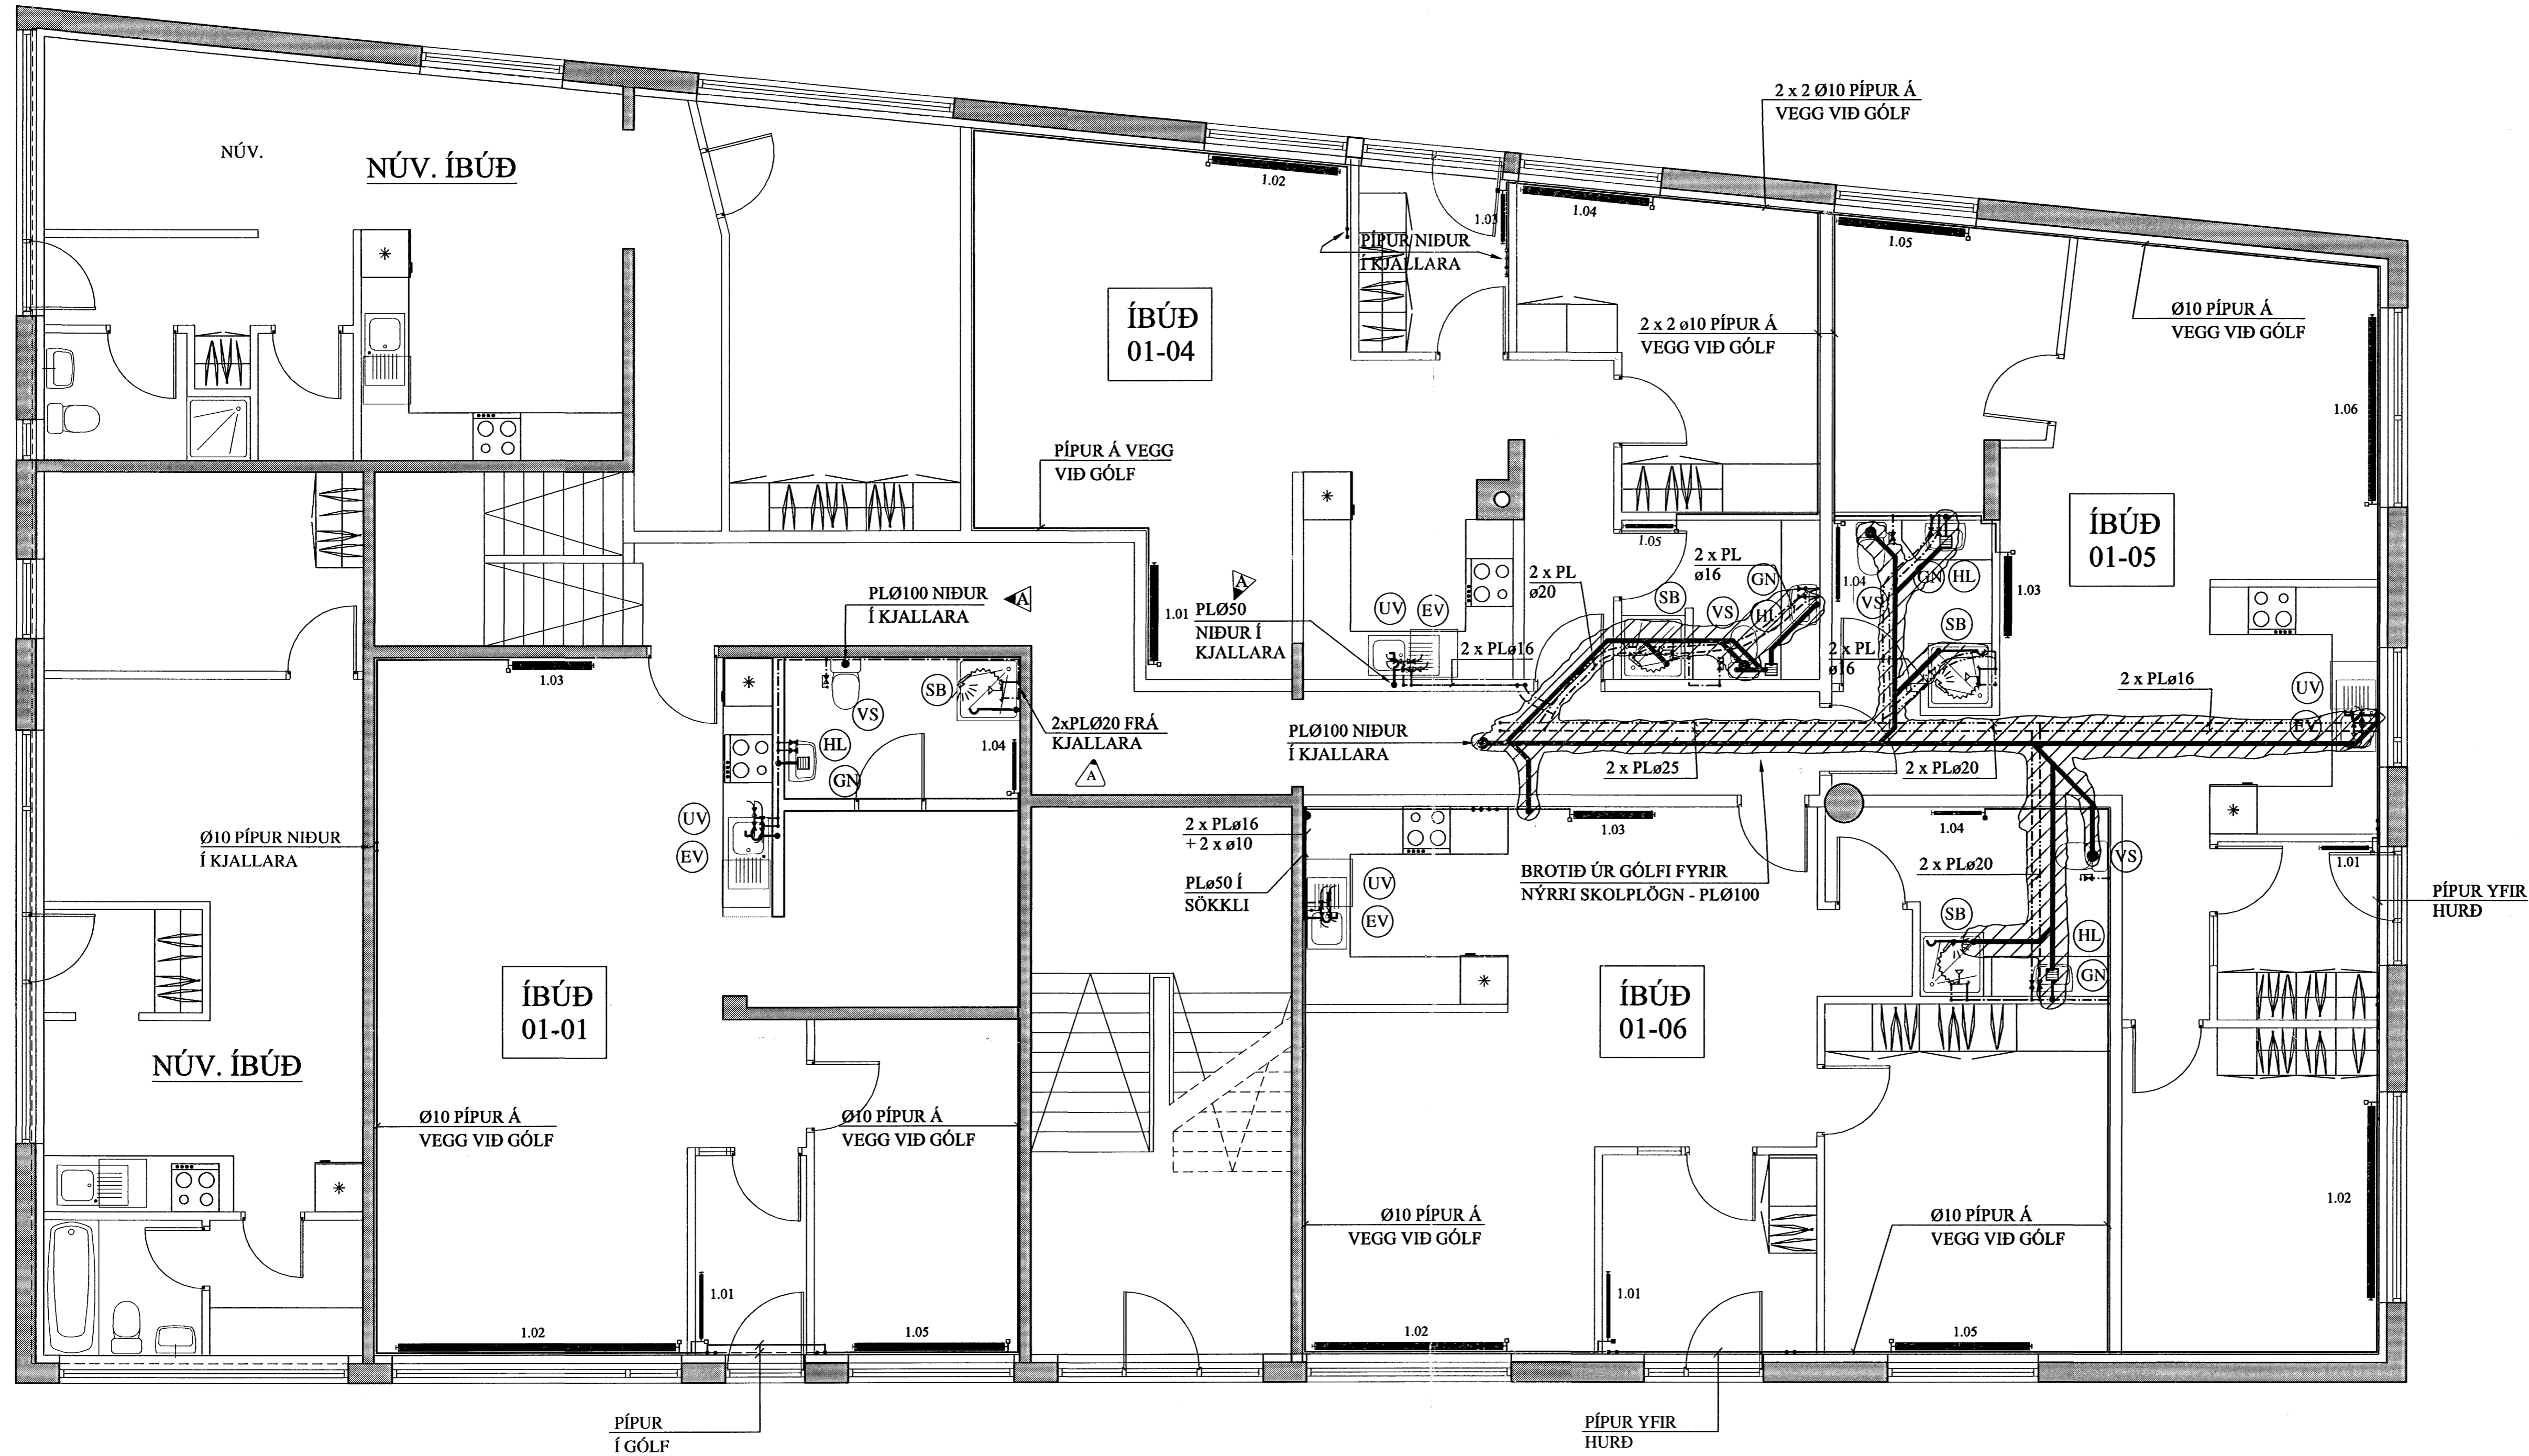 2 x 2 Ø10 PÍPUR Á
VEGG VIÐ GÓLF
NÚV.
NÚV. ÍBÚÐ
1.02
1.03
1.04
1.05
PÍPUR NIÐUR
Í KJALLARA
ÍBÚÐ
01-04
2 x 2 ø10 PÍPUR Á
VEGG VIÐ GÓLF
Ø10 PÍPUR Á
VEGG VIÐ GÓLF
1.06
PÍPUR Á VEGG
VIÐ GÓLF
ÍBÚÐ
01-05
1.05
2 x PL
ø16
2 x PL
ø20
GN
SB
VS
HL
1.04
VS
GN
HL
1.03
SB
2 x PL
ø16
PLØ100 NIÐUR
Í KJALLARA
A
A
1.01
PLØ50
NIÐUR Í
KJALLARA
UV
EV
2 x PLø16
2 x PLø16
UV
EV
1.03
VS
SB
HL
GN
1.04
2xPLØ20 FRÁ
KJALLARA
A
PLØ100 NIÐUR
Í KJALLARA
2 x PLø25
2 x PLø20
UV
EV
Ø10 PÍPUR NIÐUR
Í KJALLARA
2 x PLø16
+ 2 x ø10
PLø50 Í
SÖKKLI
1.03
UV
EV
BROTIÐ ÚR GÓLFI FYRIR
NÝRRI SKOLPLÖGN - PLØ100
1.04
2 x PLø20
VS
SB
HL
GN
1.01
PÍPUR YFIR
HURÐ
ÍBÚÐ
01-01
ÍBÚÐ
01-06
NÚV. ÍBÚÐ
Ø10 PÍPUR Á
VEGG VIÐ GÓLF
Ø10 PÍPUR Á
VEGG VIÐ GÓLF
Ø10 PÍPUR Á
VEGG VIÐ GÓLF
Ø10 PÍPUR Á
VEGG VIÐ GÓLF
1.02
1.01
1.01
1.02
1.05
1.02
1.05
PÍPUR
Í GÓLF
PÍPUR YFIR
HURÐ